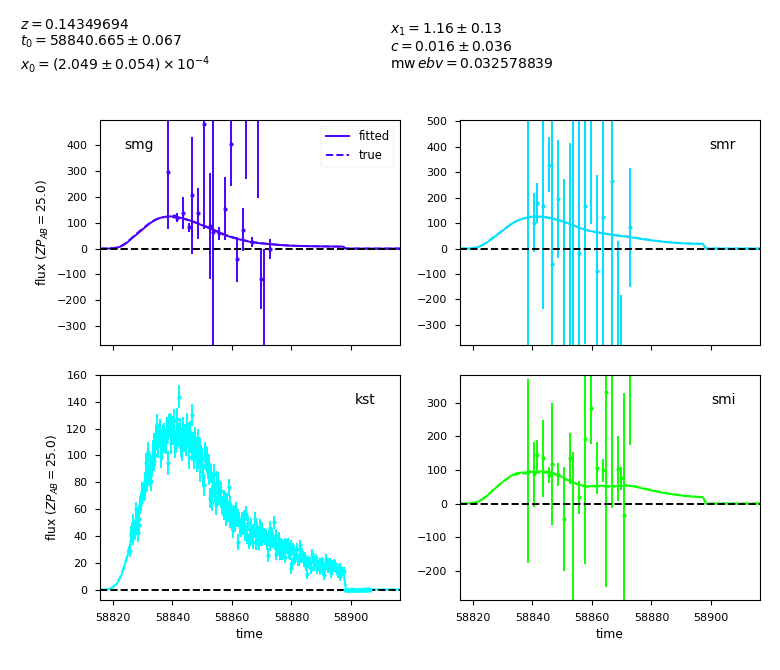 z = 0.14349694
t₀ = 58840.665 ± 0.067
x₀ = (2.049 ± 0.054) × 10⁻⁴
x₁ = 1.16 ± 0.13
c = 0.016 ± 0.036
mw ebv = 0.032578839
smg
fitted
true
400
300
200
100
0
−100
−200
−300
flux (ZP_AB = 25.0)
smr
500
400
300
200
100
0
−100
−200
−300
kst
160
140
120
100
80
60
40
20
0
flux (ZP_AB = 25.0)
58820 58840 58860 58880 58900
time
smi
300
200
100
0
−100
−200
58820 58840 58860 58880 58900
time